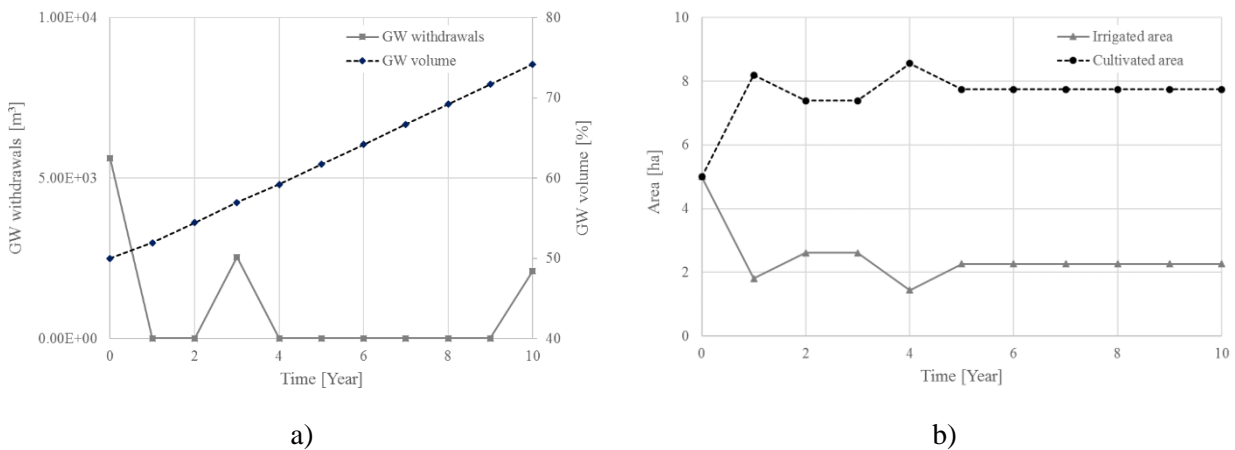 1.00E+04
5.00E+03
0.00E+00
GW withdrawals [m³]
GW withdrawals
GW volume
80
70
60
50
40
GW volume [%]
0 2 4 6 8 10
Time [Year]
a)
10
8
6
4
2
0
Area [ha]
Irrigated area
Cultivated area
0 2 4 6 8 10
Time [Year]
b)